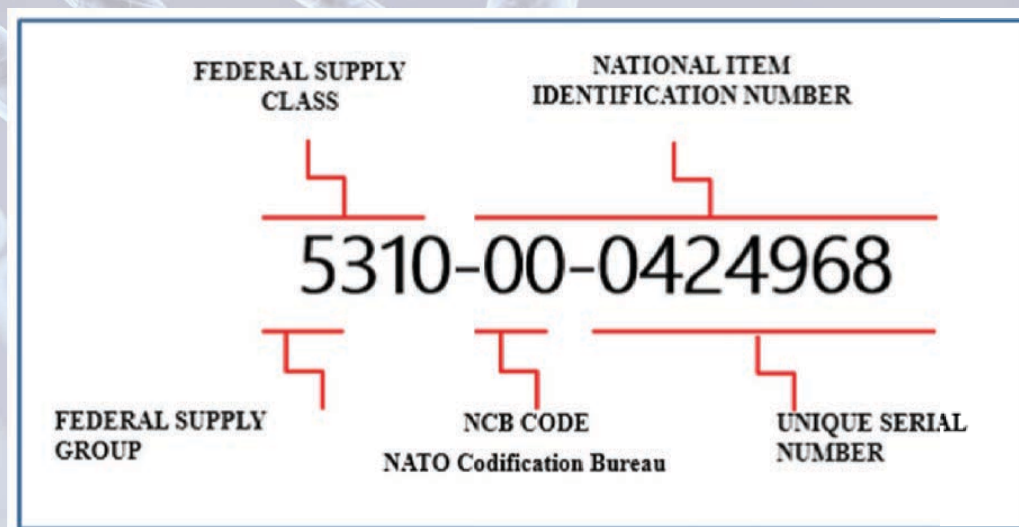 FEDERAL SUPPLY
CLASS
NATIONAL ITEM
IDENTIFICATION NUMBER
5310-00-0424968
FEDERAL SUPPLY
GROUP
NCB CODE
NATO Codification Bureau
UNIQUE SERIAL
NUMBER